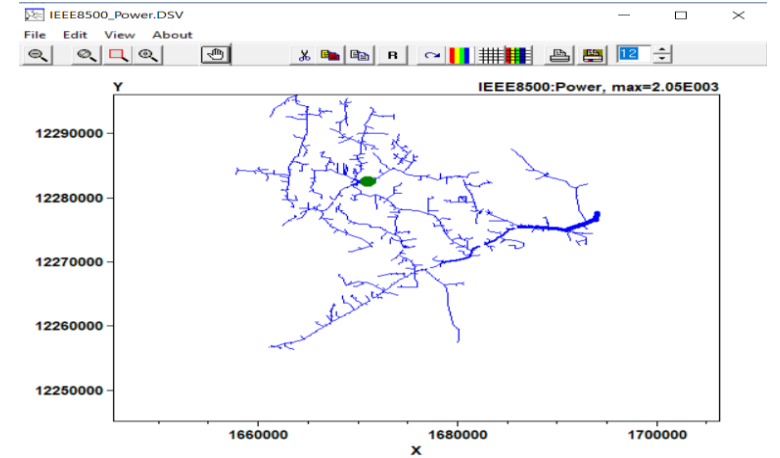 IEEE8500_Power.DSV
File Edit View About
R
12
Y
IEEE8500:Power, max=2.05E003
12290000
12280000
12270000
12260000
12250000
1660000 1680000 1700000
X